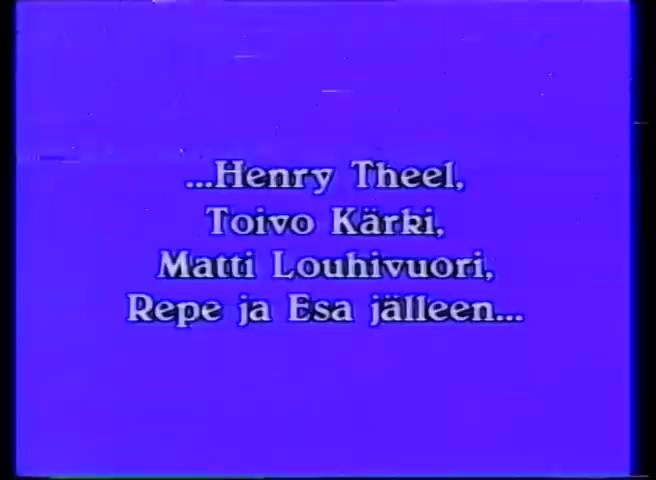 ...Henry Theel,
Toivo Kärki,
Matti Louhivuori,
Repe ja Esa jälleen...